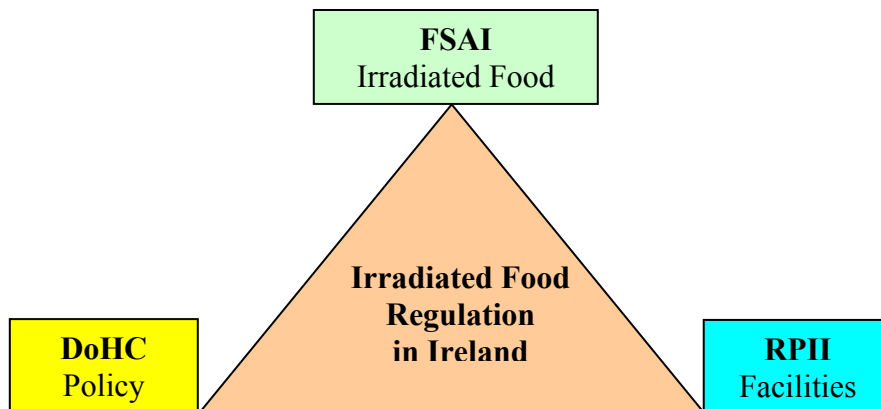 FSAI
Irradiated Food
Irradiated Food
Regulation
in Ireland
DoHC
Policy
RPII
Facilities